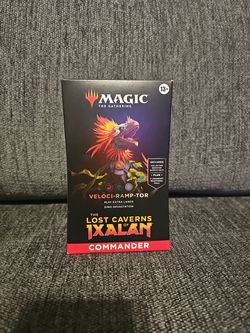 MAGIC
THE GATHERING
13+
VELOCI-RAMP-TOR
PLAY EXTRA LANDS
DINO DEVASTATION
THE
LOST CAVERNS
IXALAN
COMMANDER